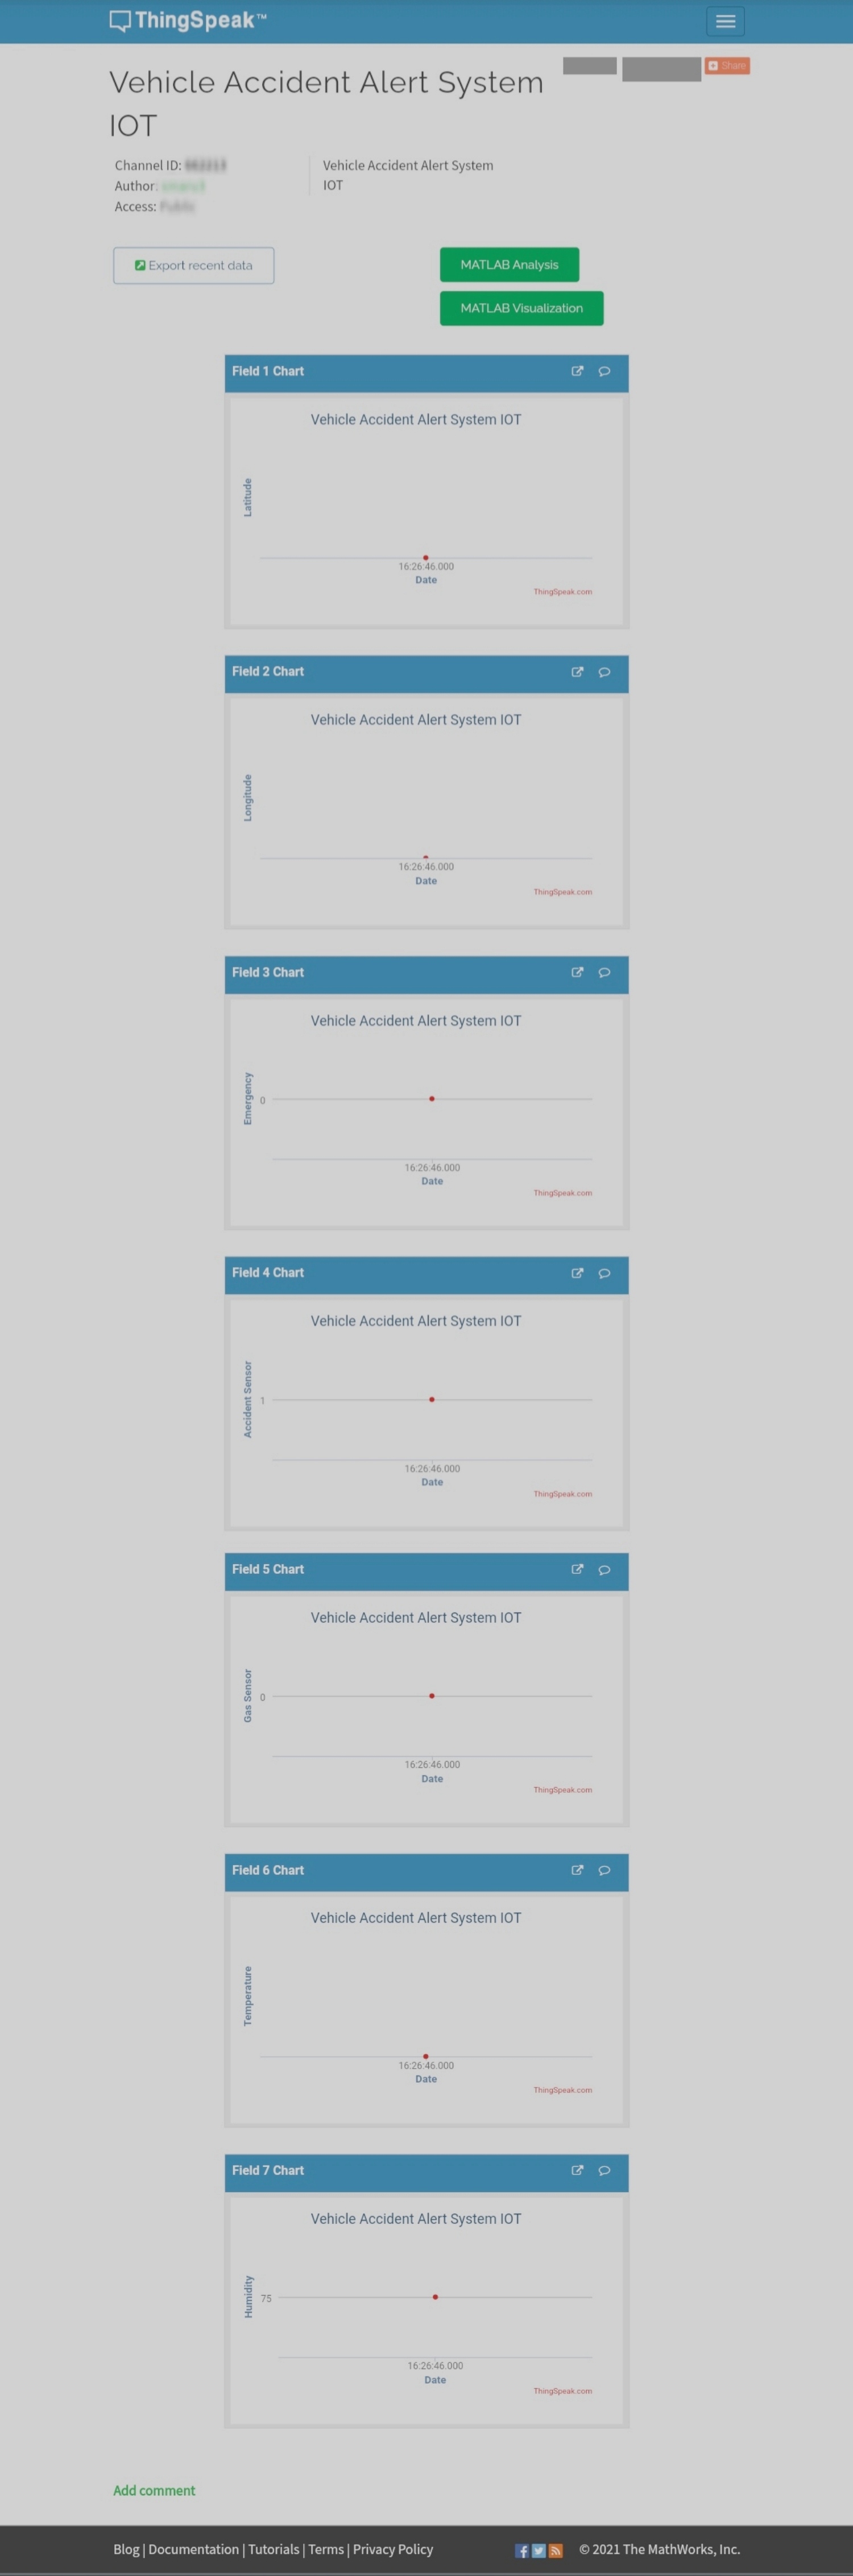 ThingSpeak™
Vehicle Accident Alert System
IOT
Share
Channel ID:
Author:
Access:
Vehicle Accident Alert System
IOT
Export recent data
MATLAB Analysis
MATLAB Visualization
Field 1 Chart
Vehicle Accident Alert System IOT
Latitude
16:26:46.000
Date
ThingSpeak.com
Field 2 Chart
Vehicle Accident Alert System IOT
Longitude
16:26:46.000
Date
ThingSpeak.com
Field 3 Chart
Vehicle Accident Alert System IOT
Emergency
0
16:26:46.000
Date
ThingSpeak.com
Field 4 Chart
Vehicle Accident Alert System IOT
Accident Sensor
1
16:26:46.000
Date
ThingSpeak.com
Field 5 Chart
Vehicle Accident Alert System IOT
Gas Sensor
0
16:26:46.000
Date
ThingSpeak.com
Field 6 Chart
Vehicle Accident Alert System IOT
Temperature
16:26:46.000
Date
ThingSpeak.com
Field 7 Chart
Vehicle Accident Alert System IOT
Humidity
75
16:26:46.000
Date
ThingSpeak.com
Add comment
Blog | Documentation | Tutorials | Terms | Privacy Policy
© 2021 The MathWorks, Inc.